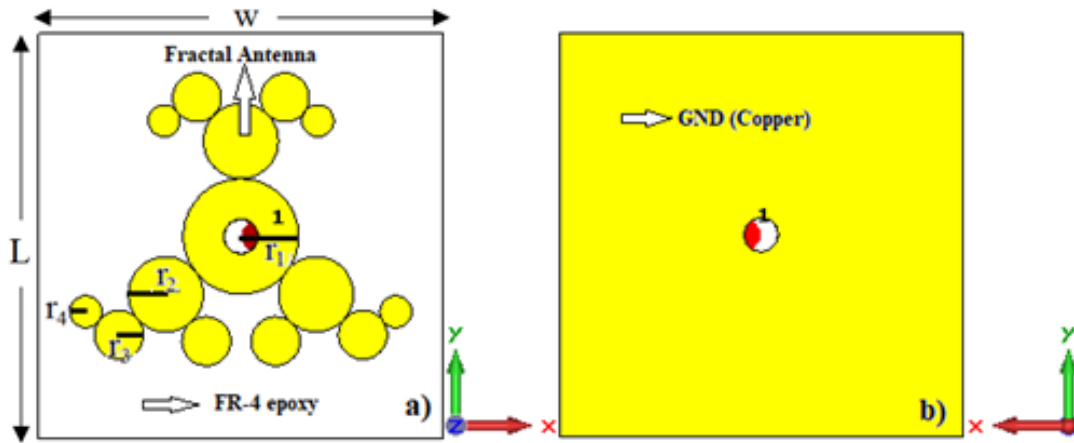 W
Fractal Antenna
L
1
r₁
r₂
r₄
r₃
FR-4 epoxy
a)
Y
Z
X
GND (Copper)
1
b)
Y
X